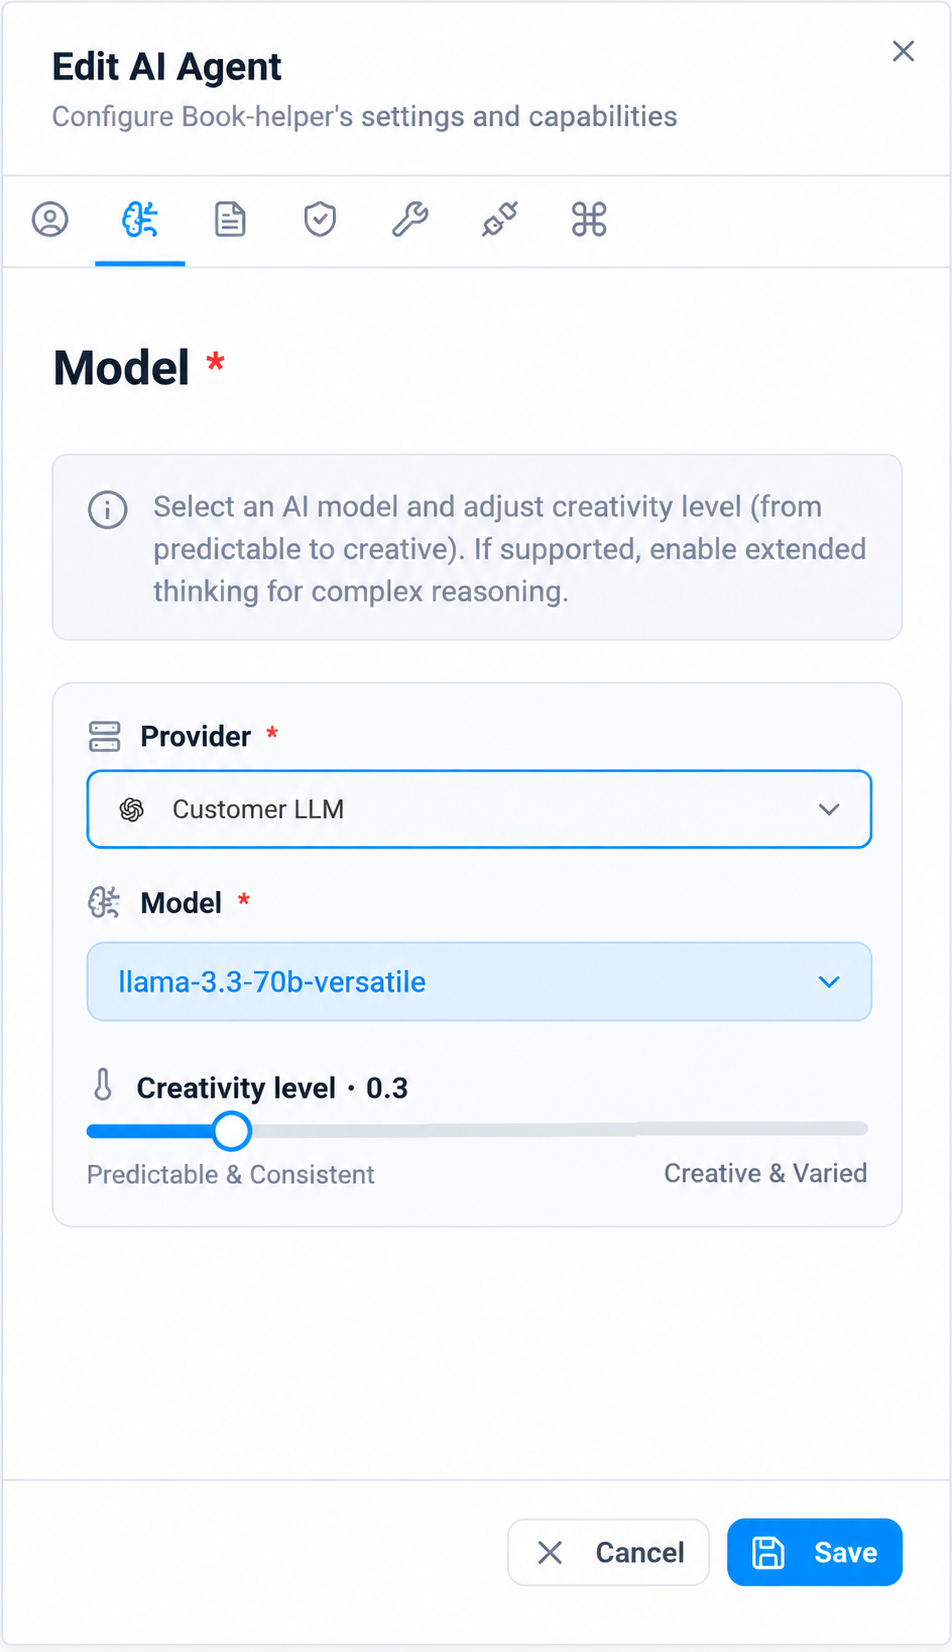 Edit AI Agent
Configure Book-helper's settings and capabilities
Model *
Select an AI model and adjust creativity level (from
predictable to creative). If supported, enable extended
thinking for complex reasoning.
Provider *
Customer LLM
Model *
llama-3.3-70b-versatile
Creativity level · 0.3
Predictable & Consistent
Creative & Varied
Cancel
Save